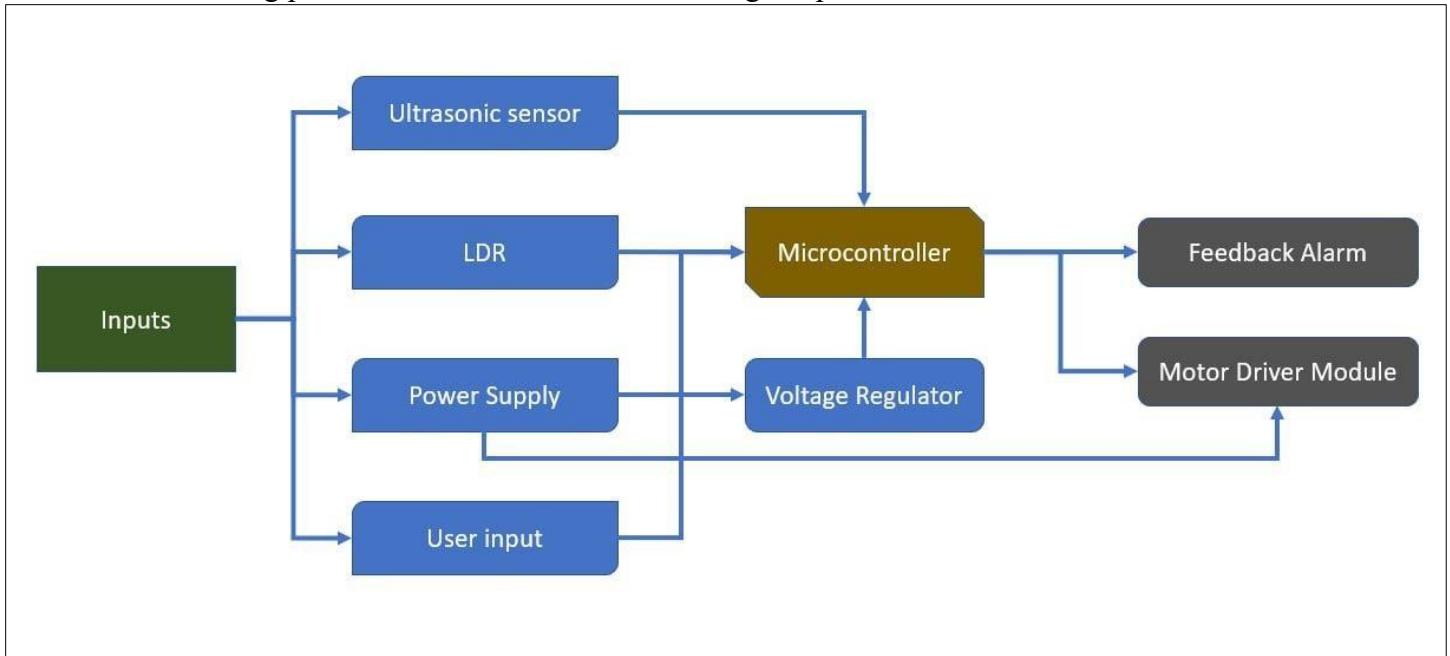 Ultrasonic sensor
LDR
Microcontroller
Feedback Alarm
Inputs
Power Supply
Voltage Regulator
Motor Driver Module
User input